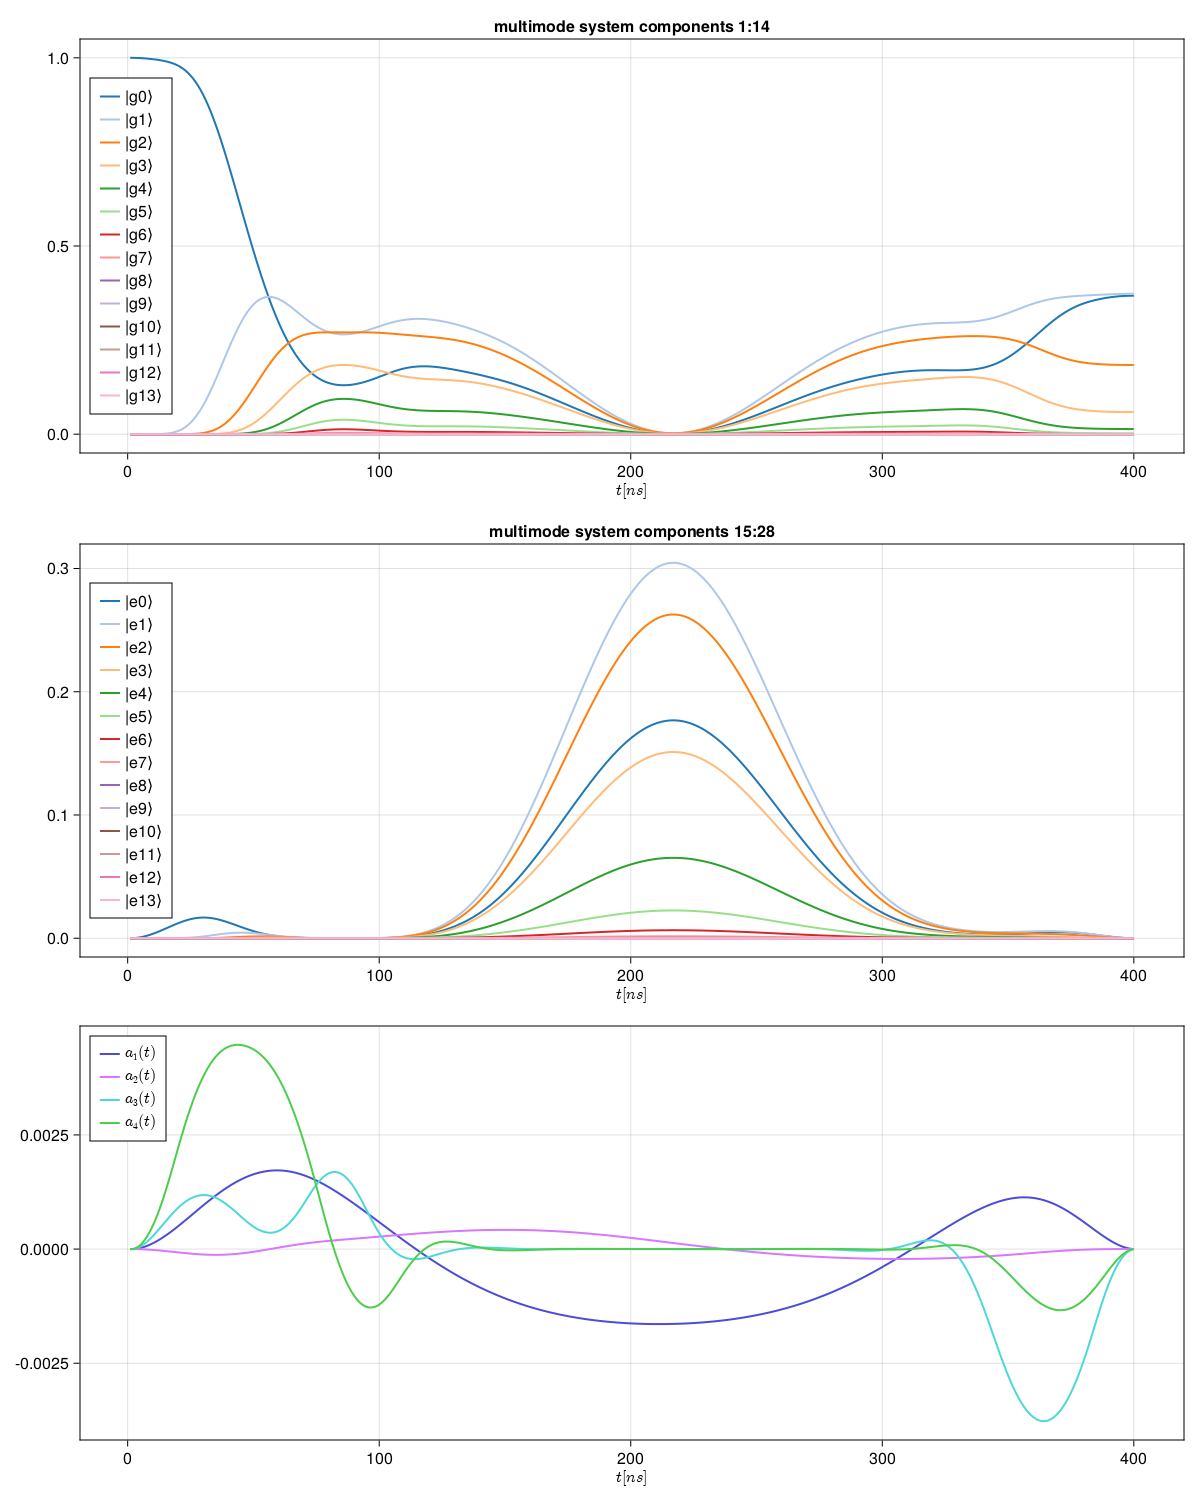 multimode system components 1:14
1.0
0.5
0.0
|g0⟩
|g1⟩
|g2⟩
|g3⟩
|g4⟩
|g5⟩
|g6⟩
|g7⟩
|g8⟩
|g9⟩
|g10⟩
|g11⟩
|g12⟩
|g13⟩
0 100 200 300 400
t[ns]
multimode system components 15:28
0.3
0.2
0.1
0.0
|e0⟩
|e1⟩
|e2⟩
|e3⟩
|e4⟩
|e5⟩
|e6⟩
|e7⟩
|e8⟩
|e9⟩
|e10⟩
|e11⟩
|e12⟩
|e13⟩
0 100 200 300 400
t[ns]
a₁(t)
a₂(t)
a₃(t)
a₄(t)
0.0025
0.0000
-0.0025
0 100 200 300 400
t[ns]